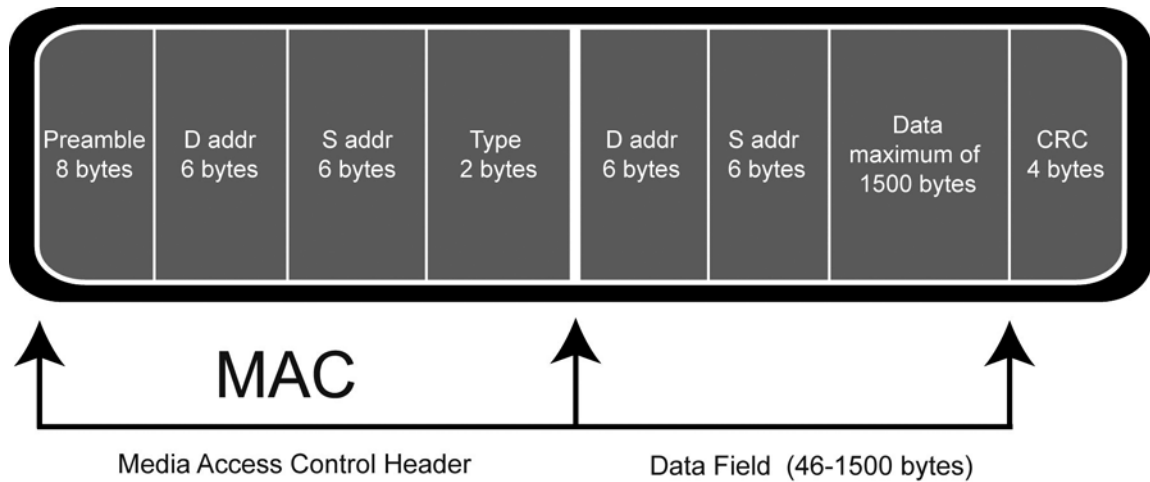 Preamble
8 bytes
D addr
6 bytes
S addr
6 bytes
Type
2 bytes
D addr
6 bytes
S addr
6 bytes
Data
maximum of
1500 bytes
CRC
4 bytes
MAC
Media Access Control Header
Data Field (46-1500 bytes)